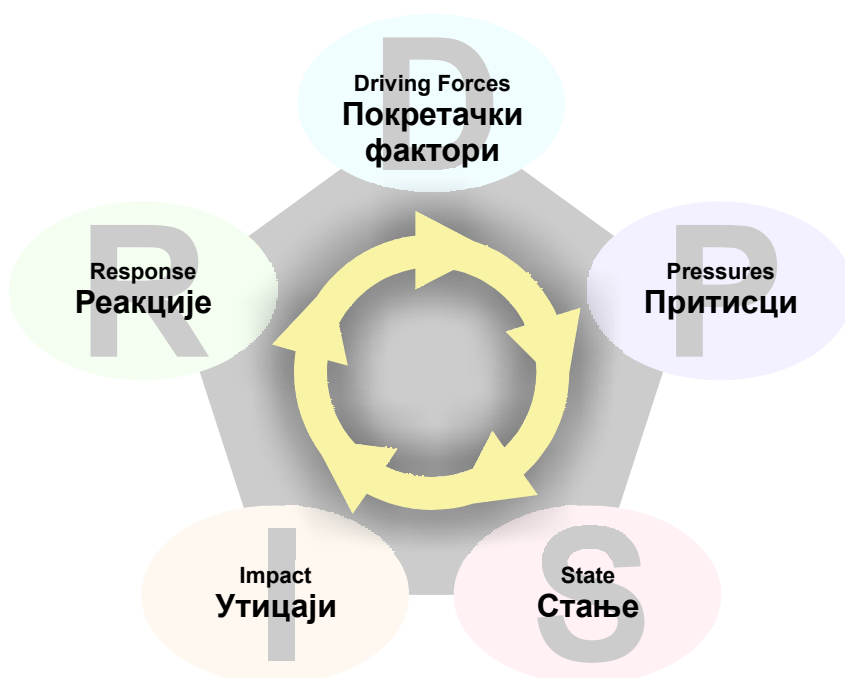 D
Driving Forces
Покретачки
фактори
R
Response
Реакције
P
Pressures
Притисци
I
Impact
Утицаји
S
State
Стање